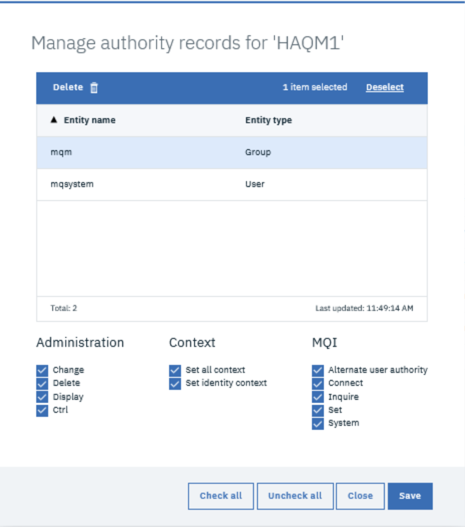 Manage authority records for 'HAQM1'
Delete 1 item selected Deselect
▲ Entity name Entity type
mqm Group
mqsystem User
Total: 2 Last updated: 11:49:14 AM
Administration Context MQI
Change Set all context Alternate user authority
Delete Set identity context Connect
Display Inquire
Ctrl Set
System
Check all Uncheck all Close Save